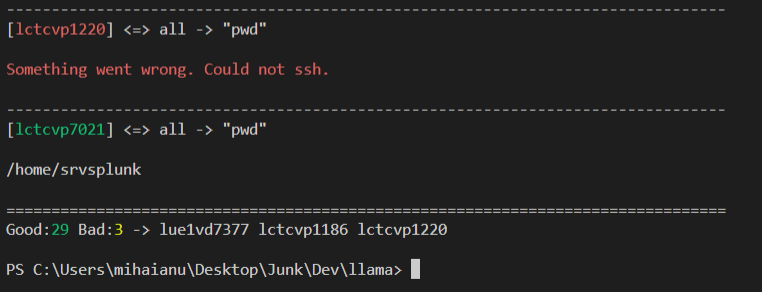 --------------------------------------------------------------------------------
[lctcvp1220] <=> all -> "pwd"
Something went wrong. Could not ssh.
--------------------------------------------------------------------------------
[lctcvp7021] <=> all -> "pwd"
/home/srvsplunk
================================================================================
Good:29 Bad:3 -> lue1vd7377 lctcvp1186 lctcvp1220
PS C:\Users\mihaianu\Desktop\Junk\Dev\llama>